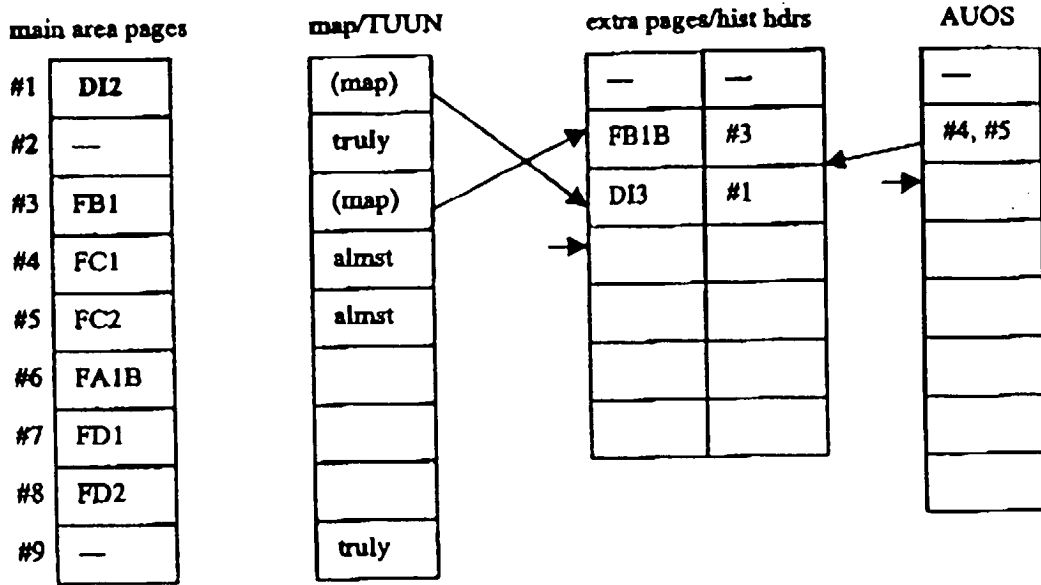 main area pages map/TUUN extra pages/hist hdrs AUOS
#1 DI2 (map) — — —
#2 — truly FB1B #3 #4, #5
#3 FB1 (map) DI3 #1
#4 FC1 almst
#5 FC2 almst
#6 FA1B
#7 FD1
#8 FD2
#9 — truly